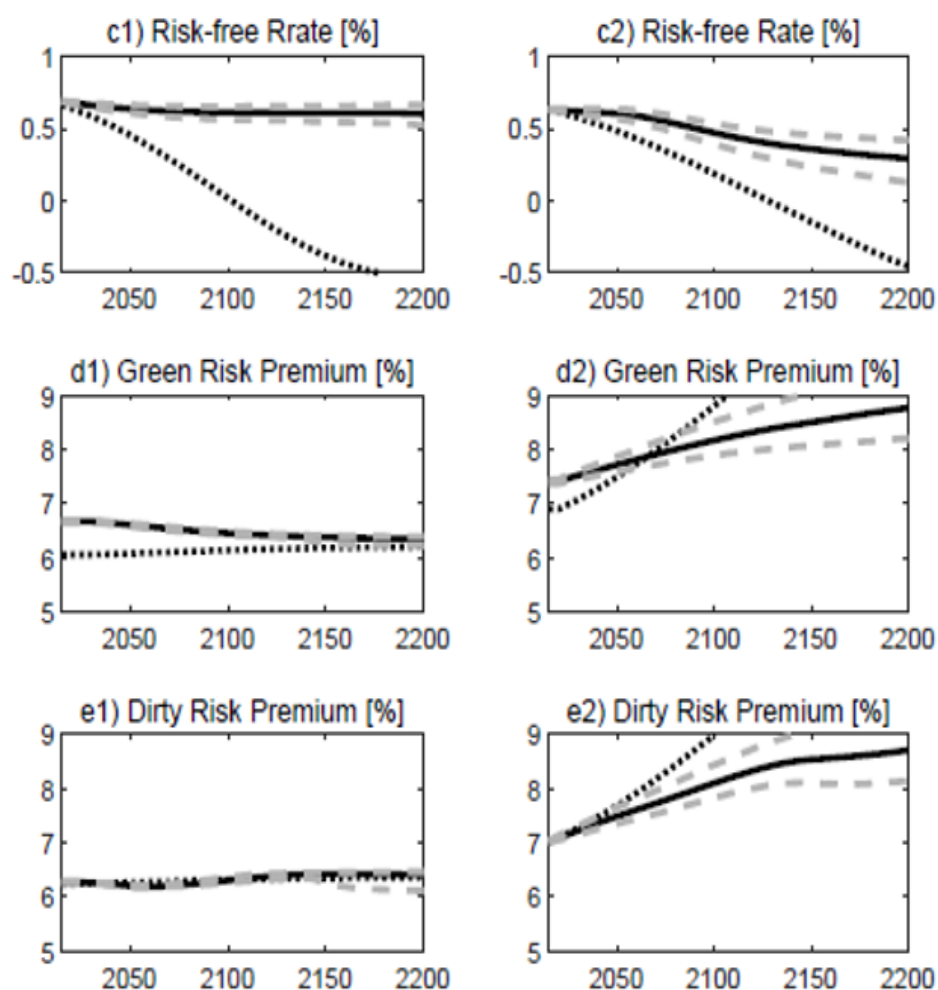 c1) Risk-free Rrate [%]
c2) Risk-free Rate [%]
1
0.5
0
-0.5
2050 2100 2150 2200
1
0.5
0
-0.5
2050 2100 2150 2200
d1) Green Risk Premium [%]
d2) Green Risk Premium [%]
9
8
7
6
5
2050 2100 2150 2200
9
8
7
6
5
2050 2100 2150 2200
e1) Dirty Risk Premium [%]
e2) Dirty Risk Premium [%]
9
8
7
6
5
2050 2100 2150 2200
9
8
7
6
5
2050 2100 2150 2200